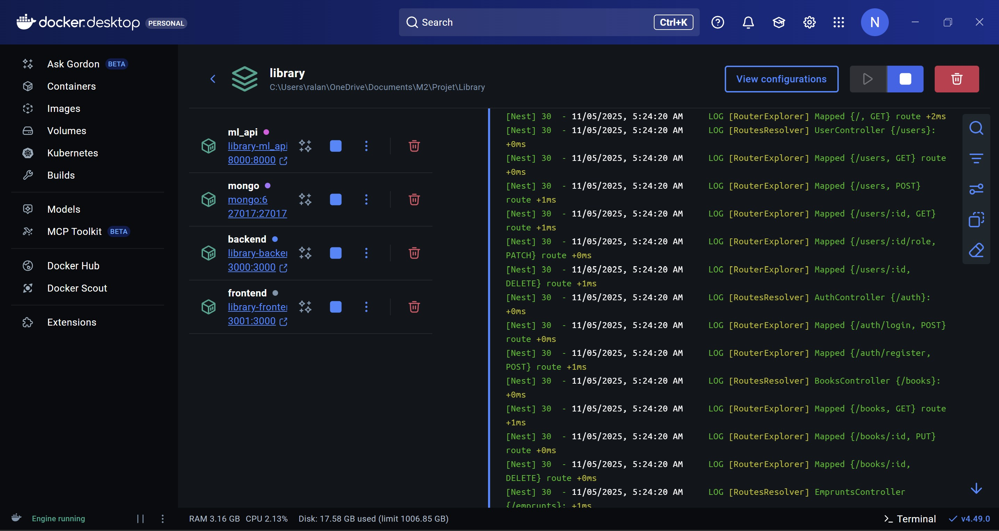 docker.desktop PERSONAL
Search Ctrl+K
N
Ask Gordon BETA
Containers
Images
Volumes
Kubernetes
Builds
Models
MCP Toolkit BETA
Docker Hub
Docker Scout
Extensions
library
C:\Users\ralan\OneDrive\Documents\M2\Projet\Library
View configurations
ml_api
library-ml_api
8000:8000
mongo
mongo:6
27017:27017
backend
library-backe
3000:3000
frontend
library-fronte
3001:3000
[Nest] 30 - 11/05/2025, 5:24:20 AM LOG [RouterExplorer] Mapped {/, GET} route +2ms
[Nest] 30 - 11/05/2025, 5:24:20 AM LOG [RoutesResolver] UserController {/users}:
+0ms
[Nest] 30 - 11/05/2025, 5:24:20 AM LOG [RouterExplorer] Mapped {/users, GET} route
+0ms
[Nest] 30 - 11/05/2025, 5:24:20 AM LOG [RouterExplorer] Mapped {/users, POST}
route +1ms
[Nest] 30 - 11/05/2025, 5:24:20 AM LOG [RouterExplorer] Mapped {/users/:id, GET}
route +1ms
[Nest] 30 - 11/05/2025, 5:24:20 AM LOG [RouterExplorer] Mapped {/users/:id/role,
PATCH} route +0ms
[Nest] 30 - 11/05/2025, 5:24:20 AM LOG [RouterExplorer] Mapped {/users/:id,
DELETE} route +1ms
[Nest] 30 - 11/05/2025, 5:24:20 AM LOG [RoutesResolver] AuthController {/auth}:
+0ms
[Nest] 30 - 11/05/2025, 5:24:20 AM LOG [RouterExplorer] Mapped {/auth/login, POST}
route +0ms
[Nest] 30 - 11/05/2025, 5:24:20 AM LOG [RouterExplorer] Mapped {/auth/register,
POST} route +1ms
[Nest] 30 - 11/05/2025, 5:24:20 AM LOG [RoutesResolver] BooksController {/books}:
+0ms
[Nest] 30 - 11/05/2025, 5:24:20 AM LOG [RouterExplorer] Mapped {/books, GET} route
+1ms
[Nest] 30 - 11/05/2025, 5:24:20 AM LOG [RouterExplorer] Mapped {/books/:id, PUT}
route +0ms
[Nest] 30 - 11/05/2025, 5:24:20 AM LOG [RouterExplorer] Mapped {/books/:id,
DELETE} route +0ms
[Nest] 30 - 11/05/2025, 5:24:20 AM LOG [RoutesResolver] EmpruntsController
{/emprunts}: +1ms
Engine running
RAM 3.16 GB CPU 2.13% Disk: 17.58 GB used (limit 1006.85 GB)
>_ Terminal
v4.49.0